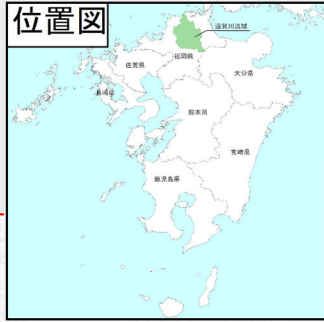 位置図
遠賀川流域
福岡県
佐賀県
長崎県
大分県
熊本県
宮崎県
鹿児島県